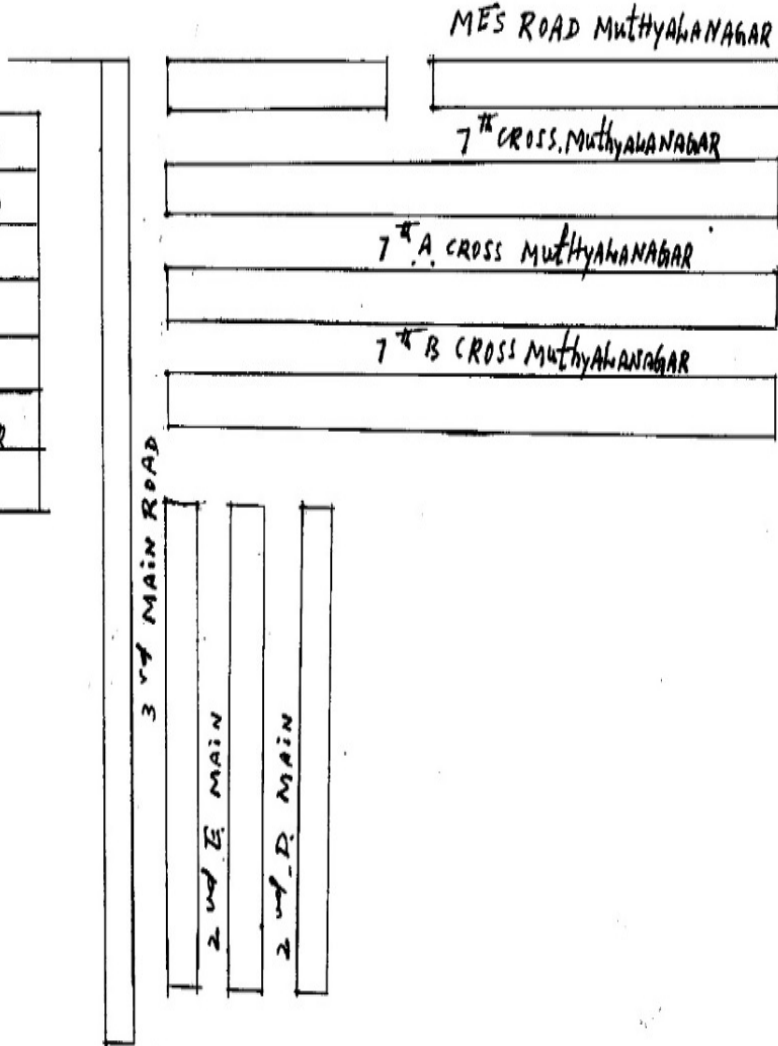 MES ROAD MUTHYALANAGAR
7th CROSS. MUTHYALANAGAR
7th A. CROSS MUTHYALANAGAR
7th B CROSS MUTHYALANAGAR
3rd MAIN ROAD
2nd E. MAIN
2nd D. MAIN